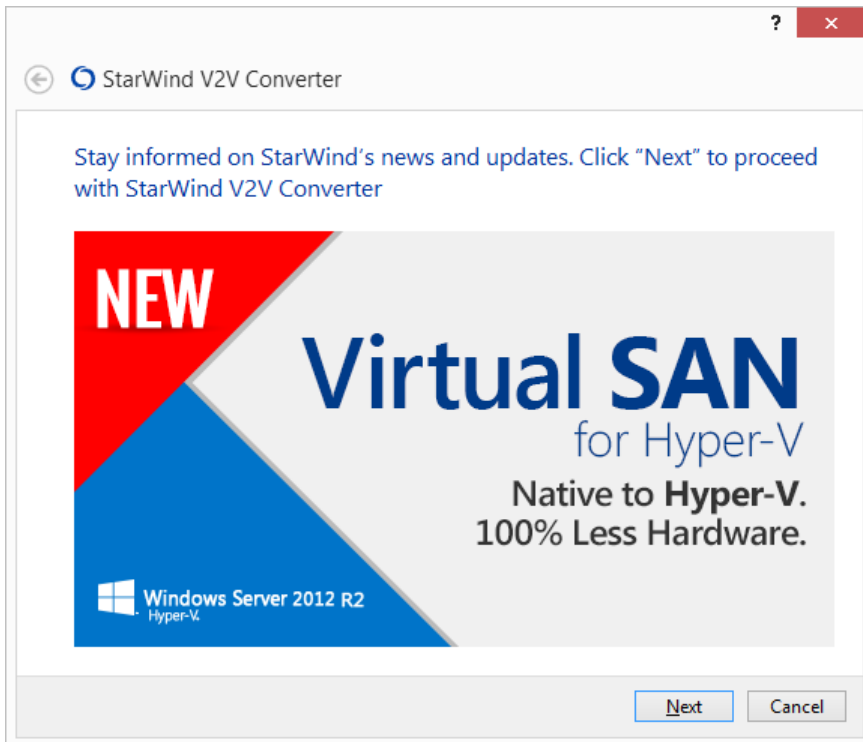 ?
StarWind V2V Converter
Stay informed on StarWind's news and updates. Click “Next” to proceed
with StarWind V2V Converter
NEW
Virtual SAN
for Hyper-V
Native to Hyper-V.
100% Less Hardware.
Windows Server 2012 R2
Hyper-V.
Next
Cancel